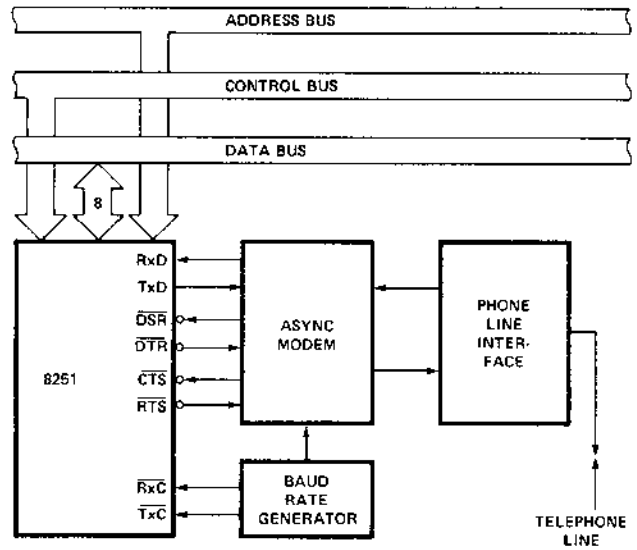 ADDRESS BUS
CONTROL BUS
DATA BUS
8
8251
RxD
TxD
DSR
DTR
CTS
RTS
RxC
TxC
ASYNC
MODEM
BAUD
RATE
GENERATOR
PHONE
LINE
INTER-
FACE
TELEPHONE
LINE